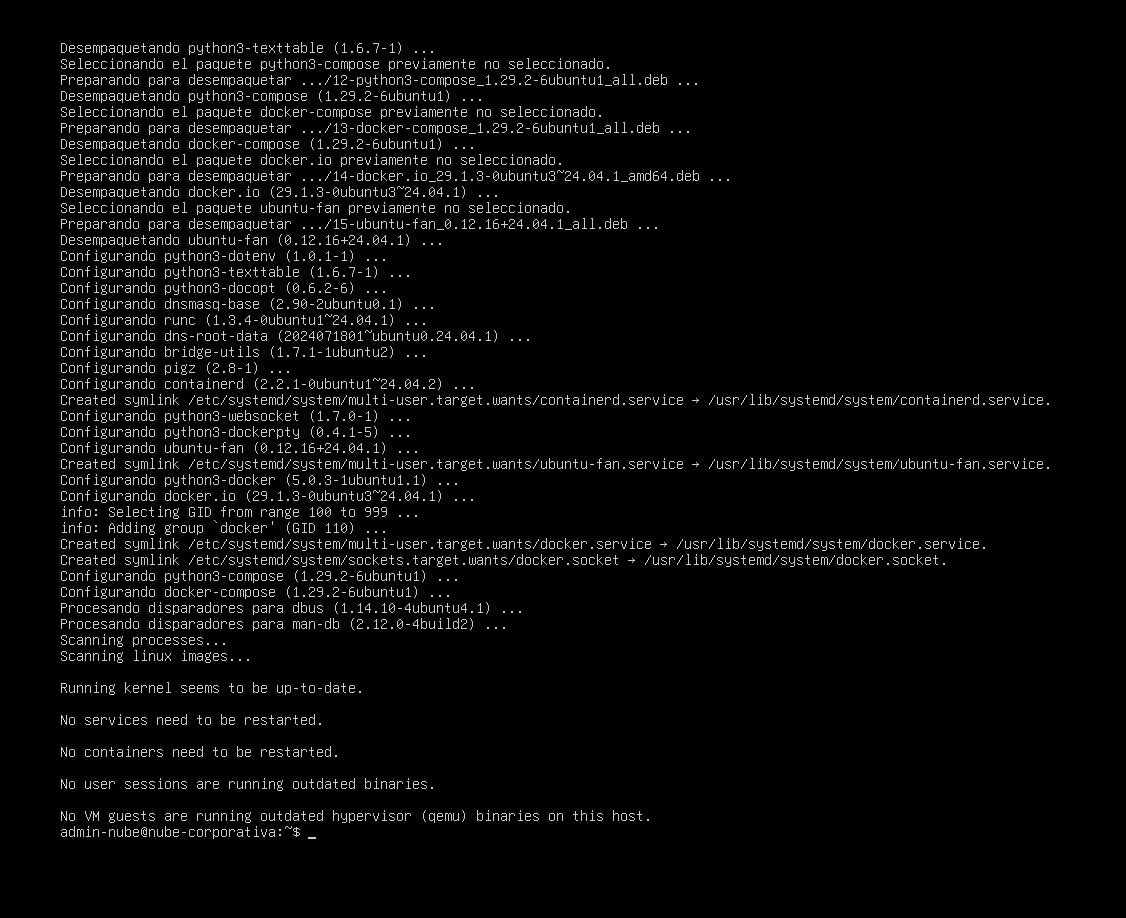 Desempaquetando python3-texttable (1.6.7-1) ...
Seleccionando el paquete python3-compose previamente no seleccionado.
Preparando para desempaquetar .../12-python3-compose_1.29.2-6ubuntu1_all.deb ...
Desempaquetando python3-compose (1.29.2-6ubuntu1) ...
Seleccionando el paquete docker-compose previamente no seleccionado.
Preparando para desempaquetar .../13-docker-compose_1.29.2-6ubuntu1_all.deb ...
Desempaquetando docker-compose (1.29.2-6ubuntu1) ...
Seleccionando el paquete docker.io previamente no seleccionado.
Preparando para desempaquetar .../14-docker.io_29.1.3-0ubuntu3~24.04.1_amd64.deb ...
Desempaquetando docker.io (29.1.3-0ubuntu3~24.04.1) ...
Seleccionando el paquete ubuntu-fan previamente no seleccionado.
Preparando para desempaquetar .../15-ubuntu-fan_0.12.16+24.04.1_all.deb ...
Desempaquetando ubuntu-fan (0.12.16+24.04.1) ...
Configurando python3-dotenv (1.0.1-1) ...
Configurando python3-texttable (1.6.7-1) ...
Configurando python3-docopt (0.6.2-6) ...
Configurando dnsmasq-base (2.90-2ubuntu0.1) ...
Configurando runc (1.3.4-0ubuntu1~24.04.1) ...
Configurando dns-root-data (2024071801~ubuntu0.24.04.1) ...
Configurando bridge-utils (1.7.1-1ubuntu2) ...
Configurando pigz (2.8-1) ...
Configurando containerd (2.2.1-0ubuntu1~24.04.2) ...
Created symlink /etc/systemd/system/multi-user.target.wants/containerd.service → /usr/lib/systemd/system/containerd.service.
Configurando python3-websocket (1.7.0-1) ...
Configurando python3-dockerpty (0.4.1-5) ...
Configurando ubuntu-fan (0.12.16+24.04.1) ...
Created symlink /etc/systemd/system/multi-user.target.wants/ubuntu-fan.service → /usr/lib/systemd/system/ubuntu-fan.service.
Configurando python3-docker (5.0.3-1ubuntu1.1) ...
Configurando docker.io (29.1.3-0ubuntu3~24.04.1) ...
info: Selecting GID from range 100 to 999 ...
info: Adding group `docker' (GID 110) ...
Created symlink /etc/systemd/system/multi-user.target.wants/docker.service → /usr/lib/systemd/system/docker.service.
Created symlink /etc/systemd/system/sockets.target.wants/docker.socket → /usr/lib/systemd/system/docker.socket.
Configurando python3-compose (1.29.2-6ubuntu1) ...
Configurando docker-compose (1.29.2-6ubuntu1) ...
Procesando disparadores para dbus (1.14.10-4ubuntu4.1) ...
Procesando disparadores para man-db (2.12.0-4build2) ...
Scanning processes...
Scanning linux images...
Running kernel seems to be up-to-date.
No services need to be restarted.
No containers need to be restarted.
No user sessions are running outdated binaries.
No VM guests are running outdated hypervisor (qemu) binaries on this host.
admin-nube@nube-corporativa:~$ _